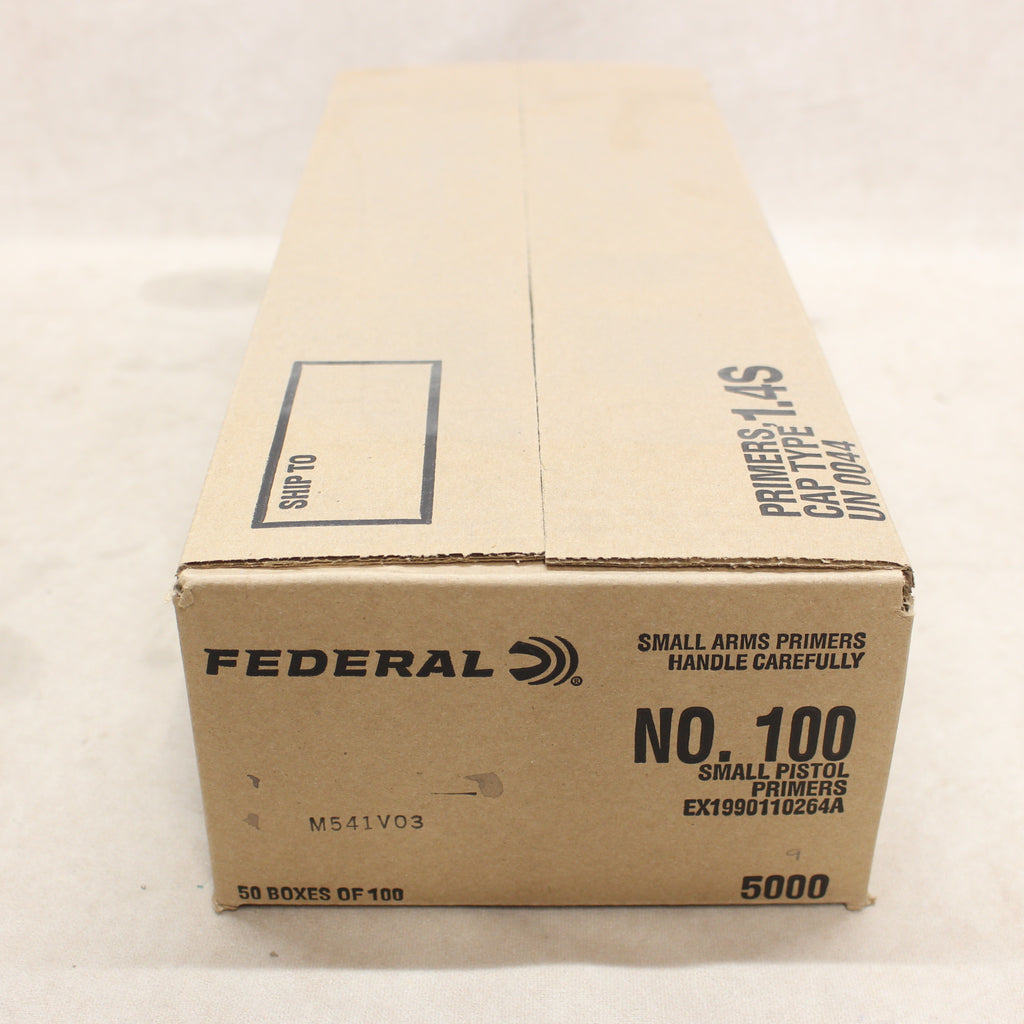 SHIP TO
PRIMERS, 1.4S
CAP TYPE
UN 0044
FEDERAL ®
SMALL ARMS PRIMERS
HANDLE CAREFULLY
NO. 100
SMALL PISTOL
PRIMERS
EX1990110264A
M541V03
9
50 BOXES OF 100
5000